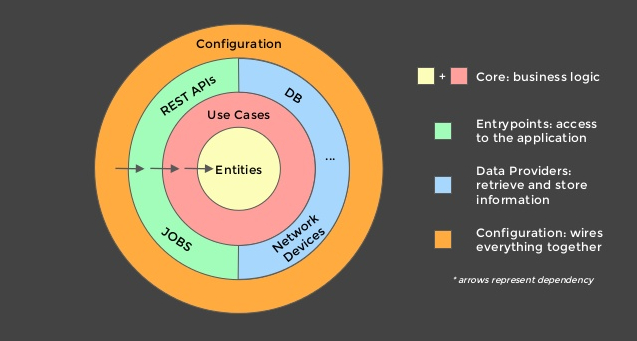 Configuration
REST APIs
DB
Use Cases
...
Entities
JOBS
Network
Devices
+
Core: business logic
Entrypoints: access
to the application
Data Providers:
retrieve and store
information
Configuration: wires
everything together
* arrows represent dependency